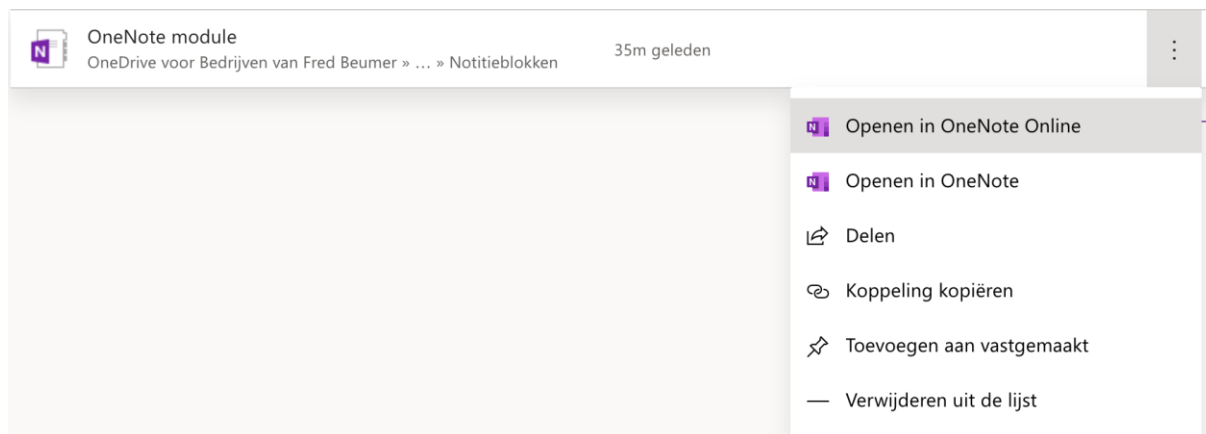 OneNote module
OneDrive voor Bedrijven van Fred Beumer » ... » Notitieblokken
35m geleden
Openen in OneNote Online
Openen in OneNote
Delen
Koppeling kopiëren
Toevoegen aan vastgemaakt
Verwijderen uit de lijst